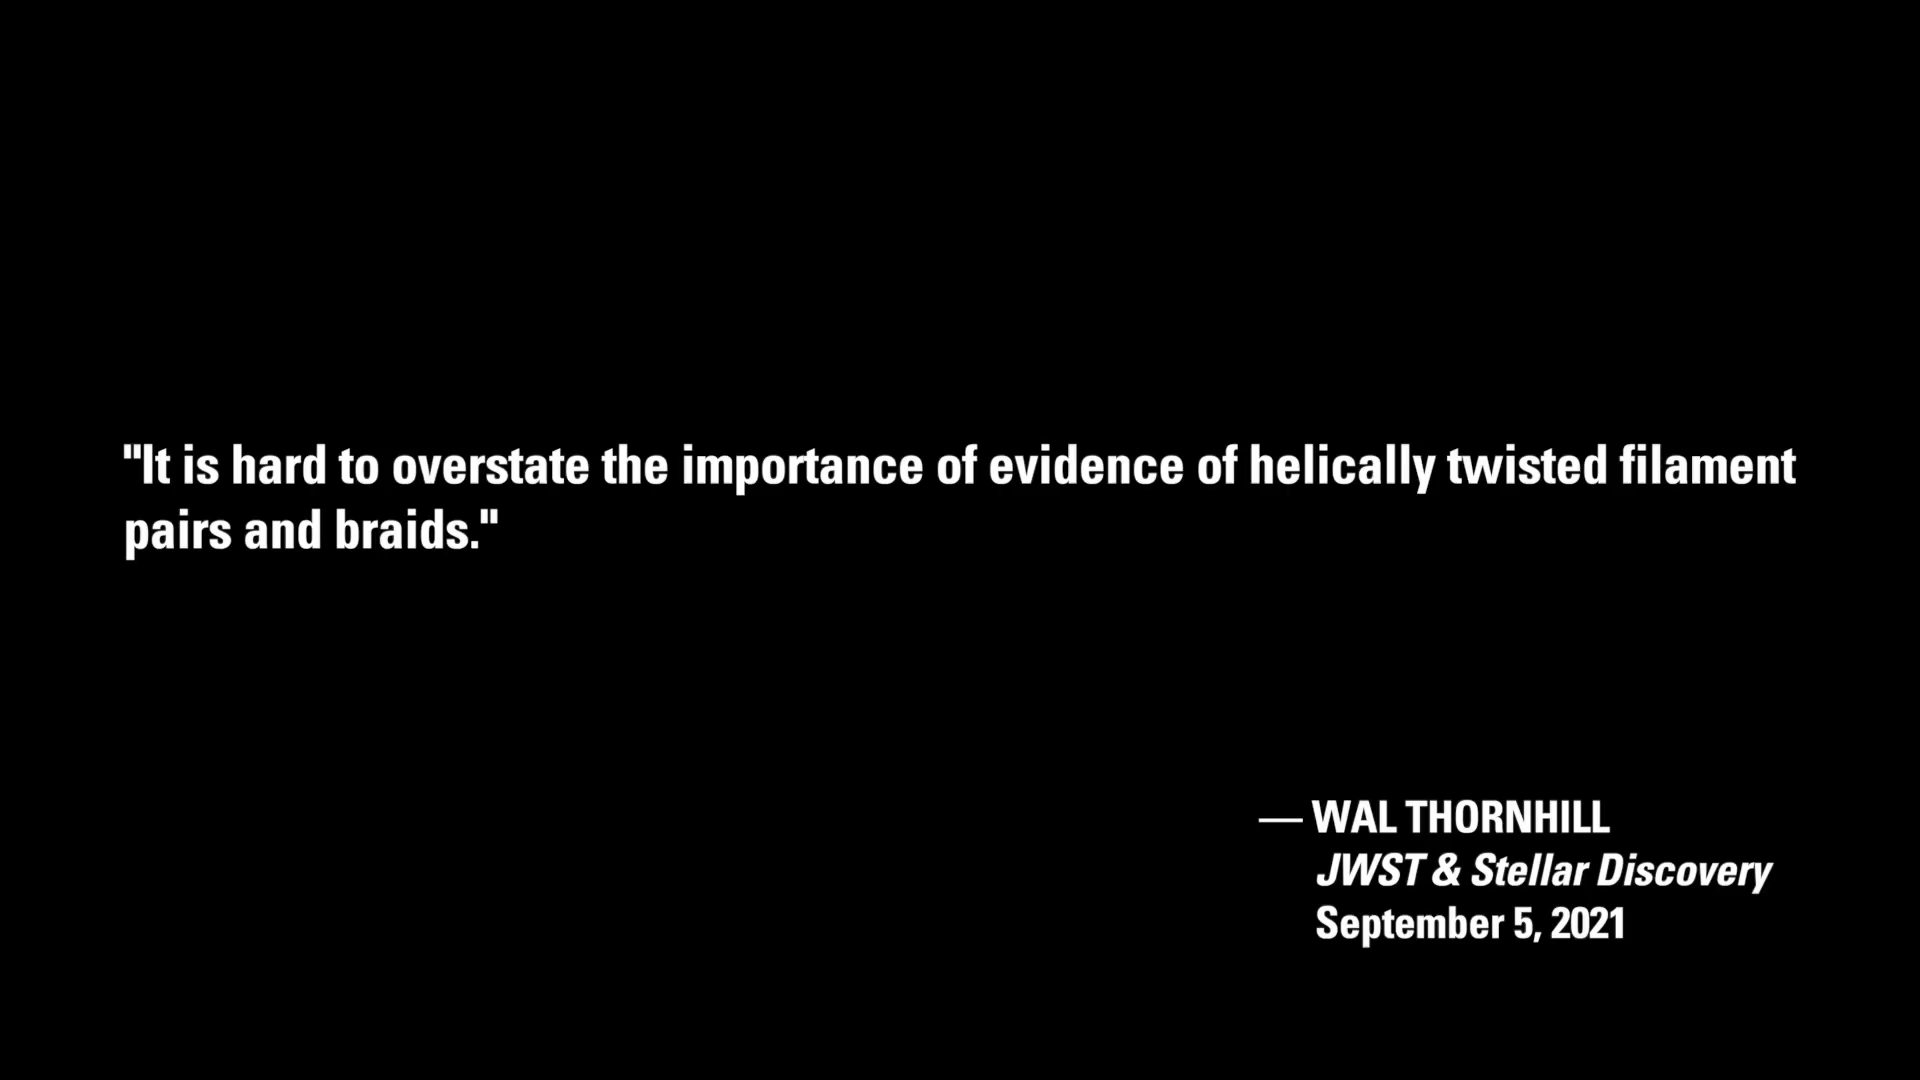 "It is hard to overstate the importance of evidence of helically twisted filament
pairs and braids."
— WAL THORNHILL
JWST & Stellar Discovery
September 5, 2021